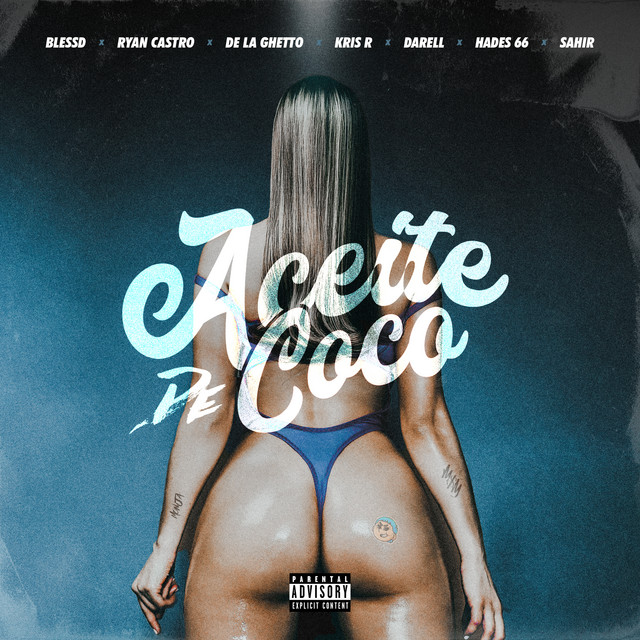 BLESSD x RYAN CASTRO x DE LA GHETTO x KRIS R x DARELL x HADES 66 x SAHIR
Aceite
DE Coco
PARENTAL
ADVISORY
EXPLICIT CONTENT